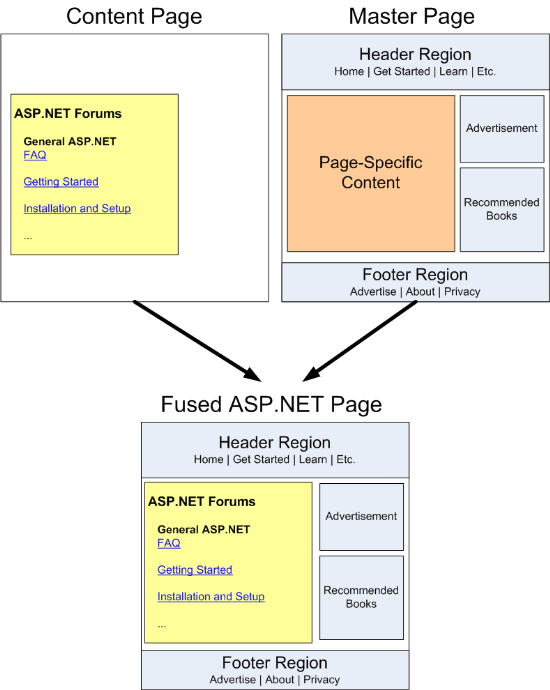 Content Page
ASP.NET Forums
General ASP.NET
FAQ
Getting Started
Installation and Setup
...
Master Page
Header Region
Home | Get Started | Learn | Etc.
Page-Specific
Content
Advertisement
Recommended
Books
Footer Region
Advertise | About | Privacy
Fused ASP.NET Page
Header Region
Home | Get Started | Learn | Etc.
ASP.NET Forums
General ASP.NET
FAQ
Getting Started
Installation and Setup
...
Advertisement
Recommended
Books
Footer Region
Advertise | About | Privacy